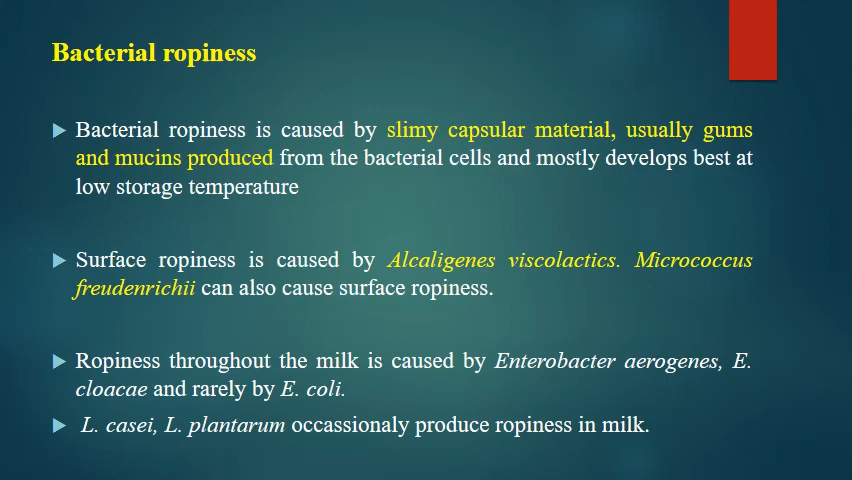 Bacterial ropiness
Bacterial ropiness is caused by slimy capsular material, usually gums
and mucins produced from the bacterial cells and mostly develops best at
low storage temperature
Surface ropiness is caused by Alcaligenes viscolactics. Micrococcus
freudenrichii can also cause surface ropiness.
Ropiness throughout the milk is caused by Enterobacter aerogenes, E.
cloacae and rarely by E. coli.
L. casei, L. plantarum occassionaly produce ropiness in milk.